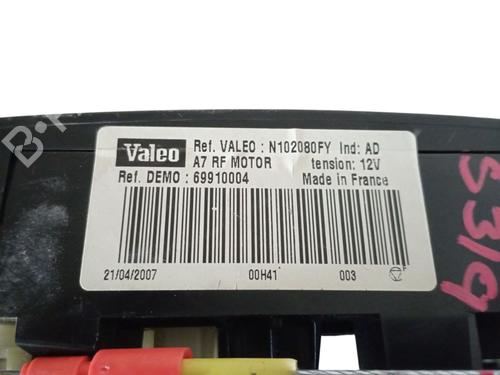 Valeo
Ref. VALEO : N102080FY Ind: AD
A7 RF MOTOR tension: 12V
Ref. DEMO : 69910004 Made in France
21/04/2007 00H41 003
S319